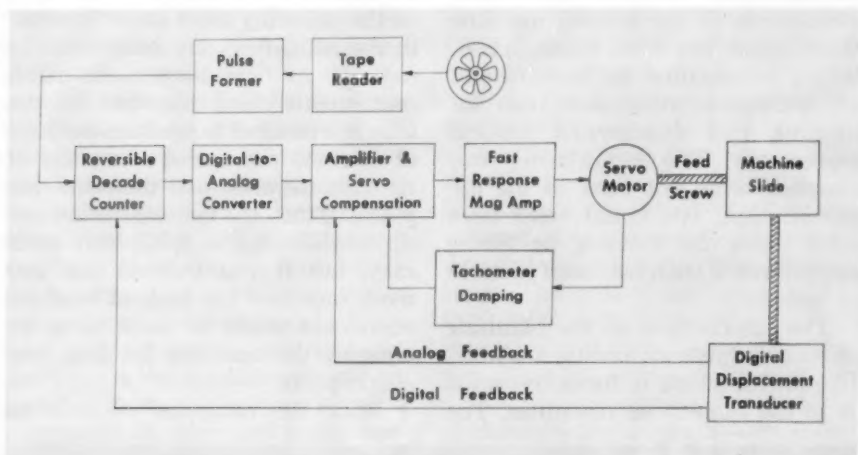 Pulse
Former
Tape
Reader
Reversible
Decade
Counter
Digital-to-
Analog
Converter
Amplifier &
Servo
Compensation
Fast
Response
Mag Amp
Servo
Motor
Feed
Screw
Machine
Slide
Tachometer
Damping
Analog Feedback
Digital Feedback
Digital
Displacement
Transducer